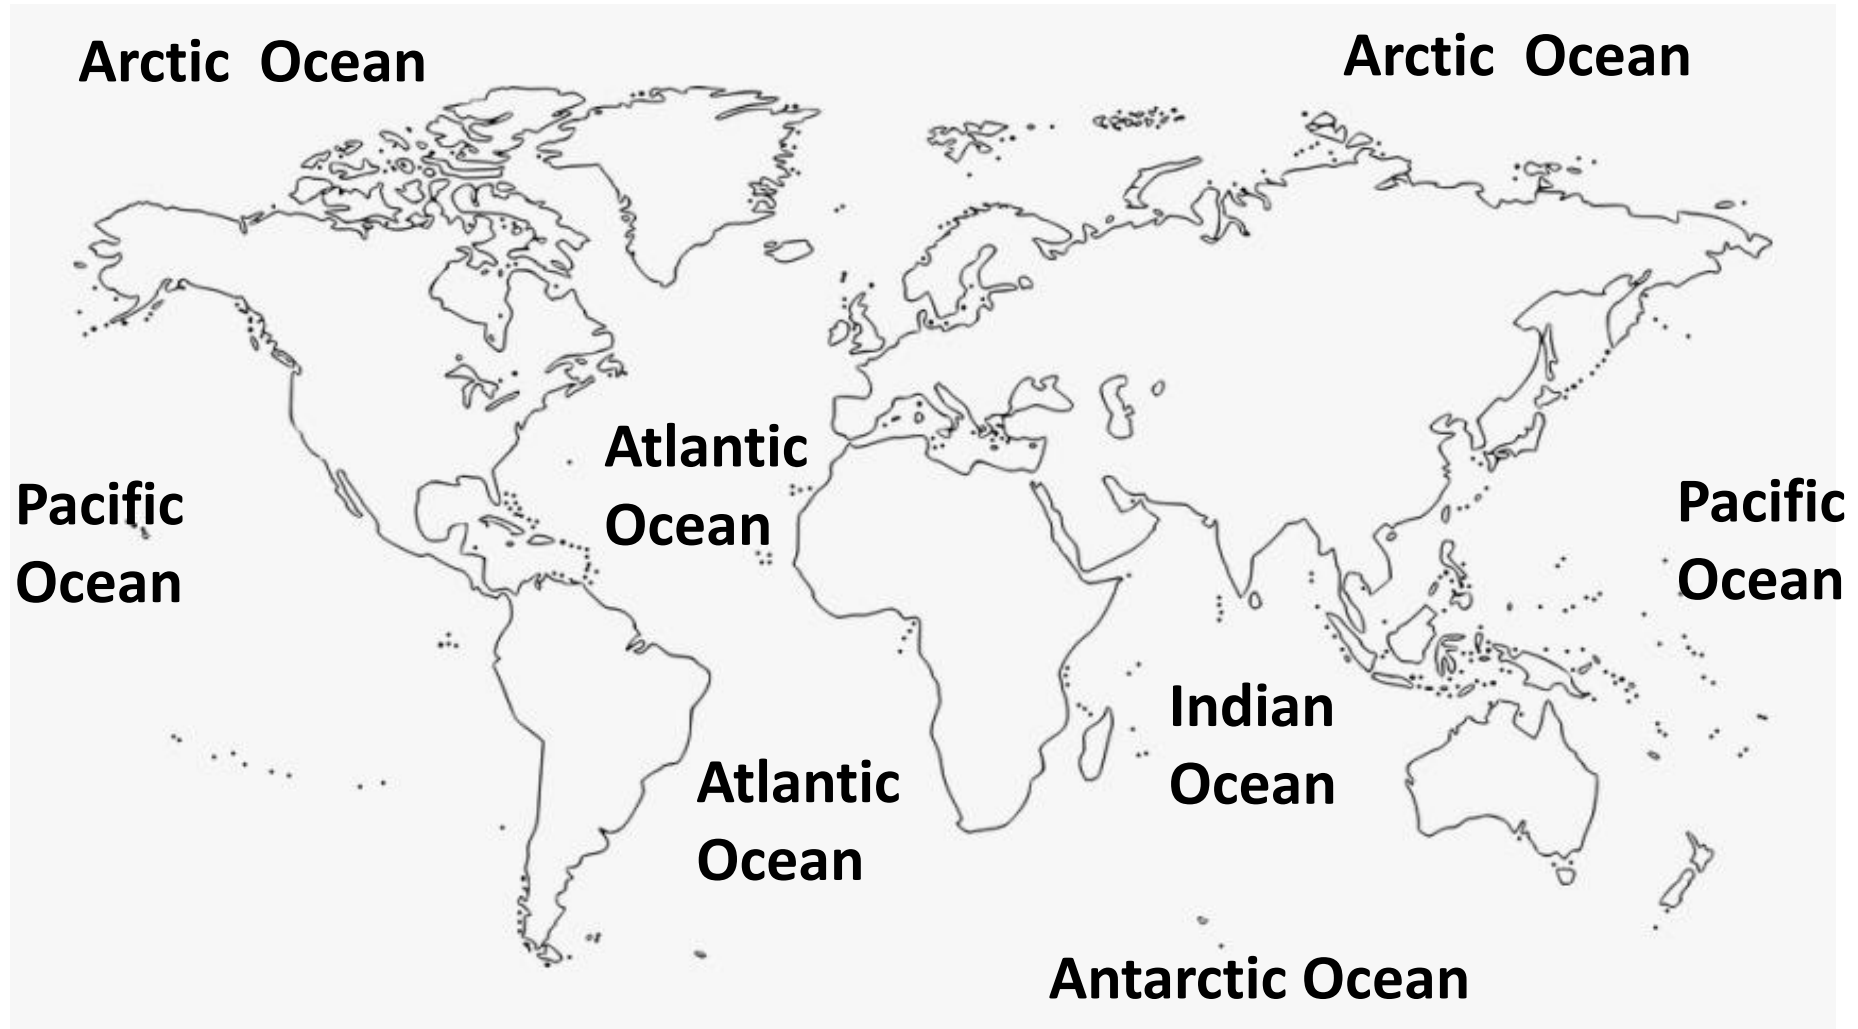 Arctic  Ocean
Arctic  Ocean
Atlantic
Ocean
Pacific
Ocean
Pacific
Ocean
Indian
Ocean
Atlantic
Ocean
Antarctic Ocean